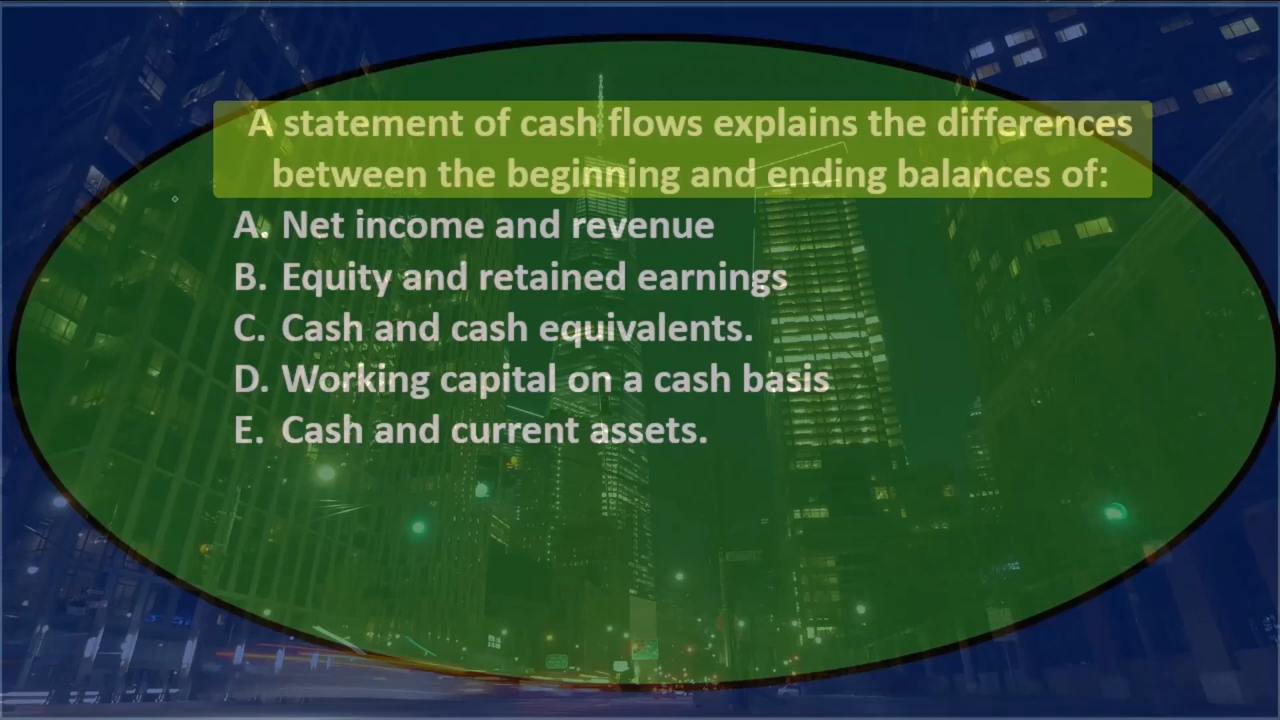 A statement of cash flows explains the differences
between the beginning and ending balances of:
A. Net income and revenue
B. Equity and retained earnings
C. Cash and cash equivalents.
D. Working capital on a cash basis
E. Cash and current assets.